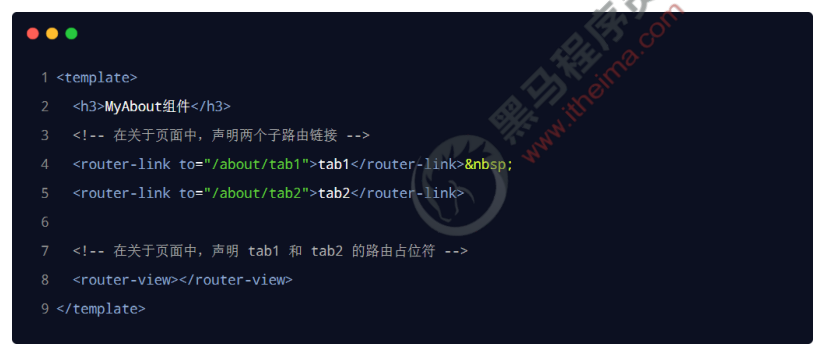 1 <template>
2 <h3>MyAbout组件</h3>
3 <!-- 在关于页面中，声明两个子路由链接 -->
4 <router-link to="/about/tab1">tab1</router-link>&nbsp;
5 <router-link to="/about/tab2">tab2</router-link>
6
7 <!-- 在关于页面中，声明 tab1 和 tab2 的路由占位符 -->
8 <router-view></router-view>
9 </template>
黑马程序员
www.itheima.com